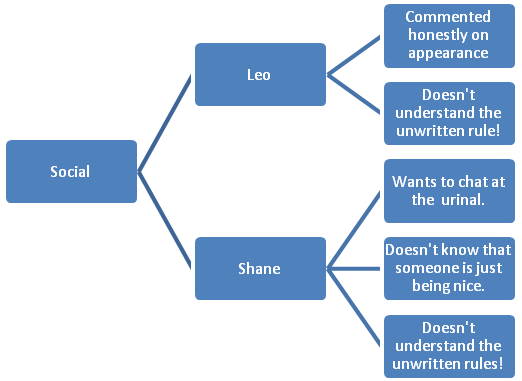 Social
Leo
Commented
honestly on
appearance
Doesn't
understand the
unwritten rule!
Shane
Wants to chat at
the urinal.
Doesn't know that
someone is just
being nice.
Doesn't
understand the
unwritten rules!